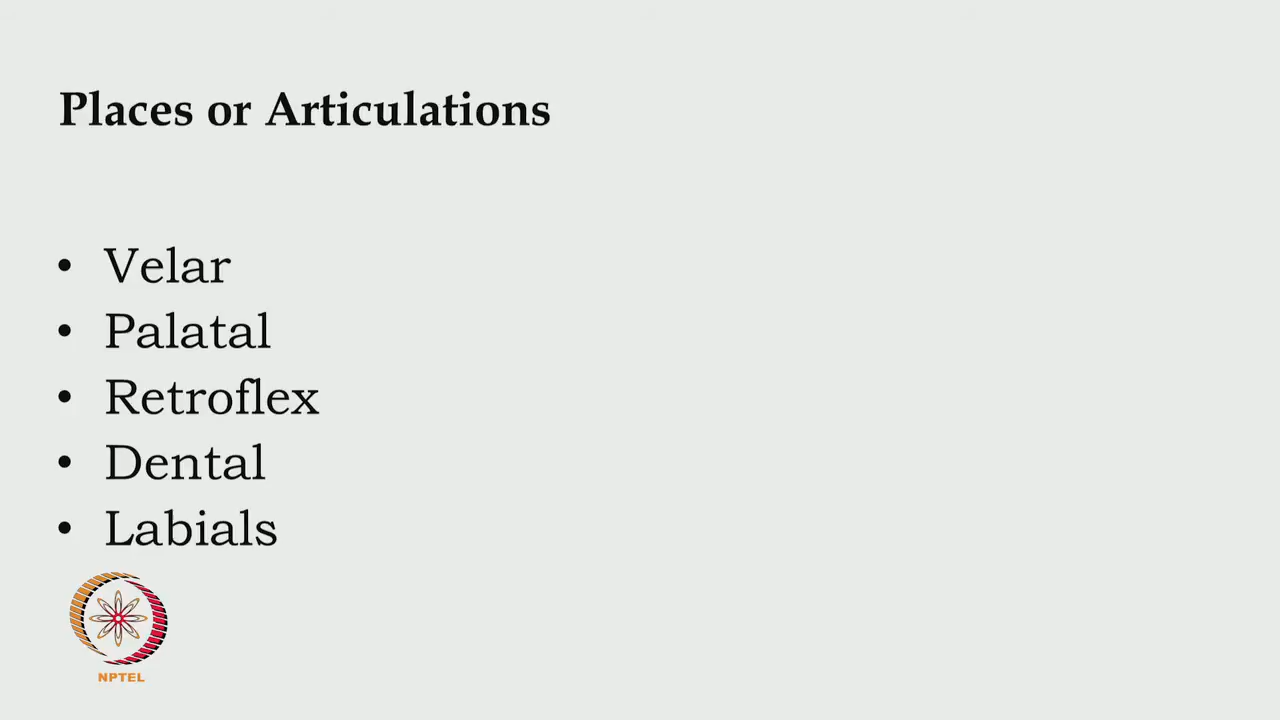 Places or Articulations
• Velar
• Palatal
• Retroflex
• Dental
• Labials
NPTEL